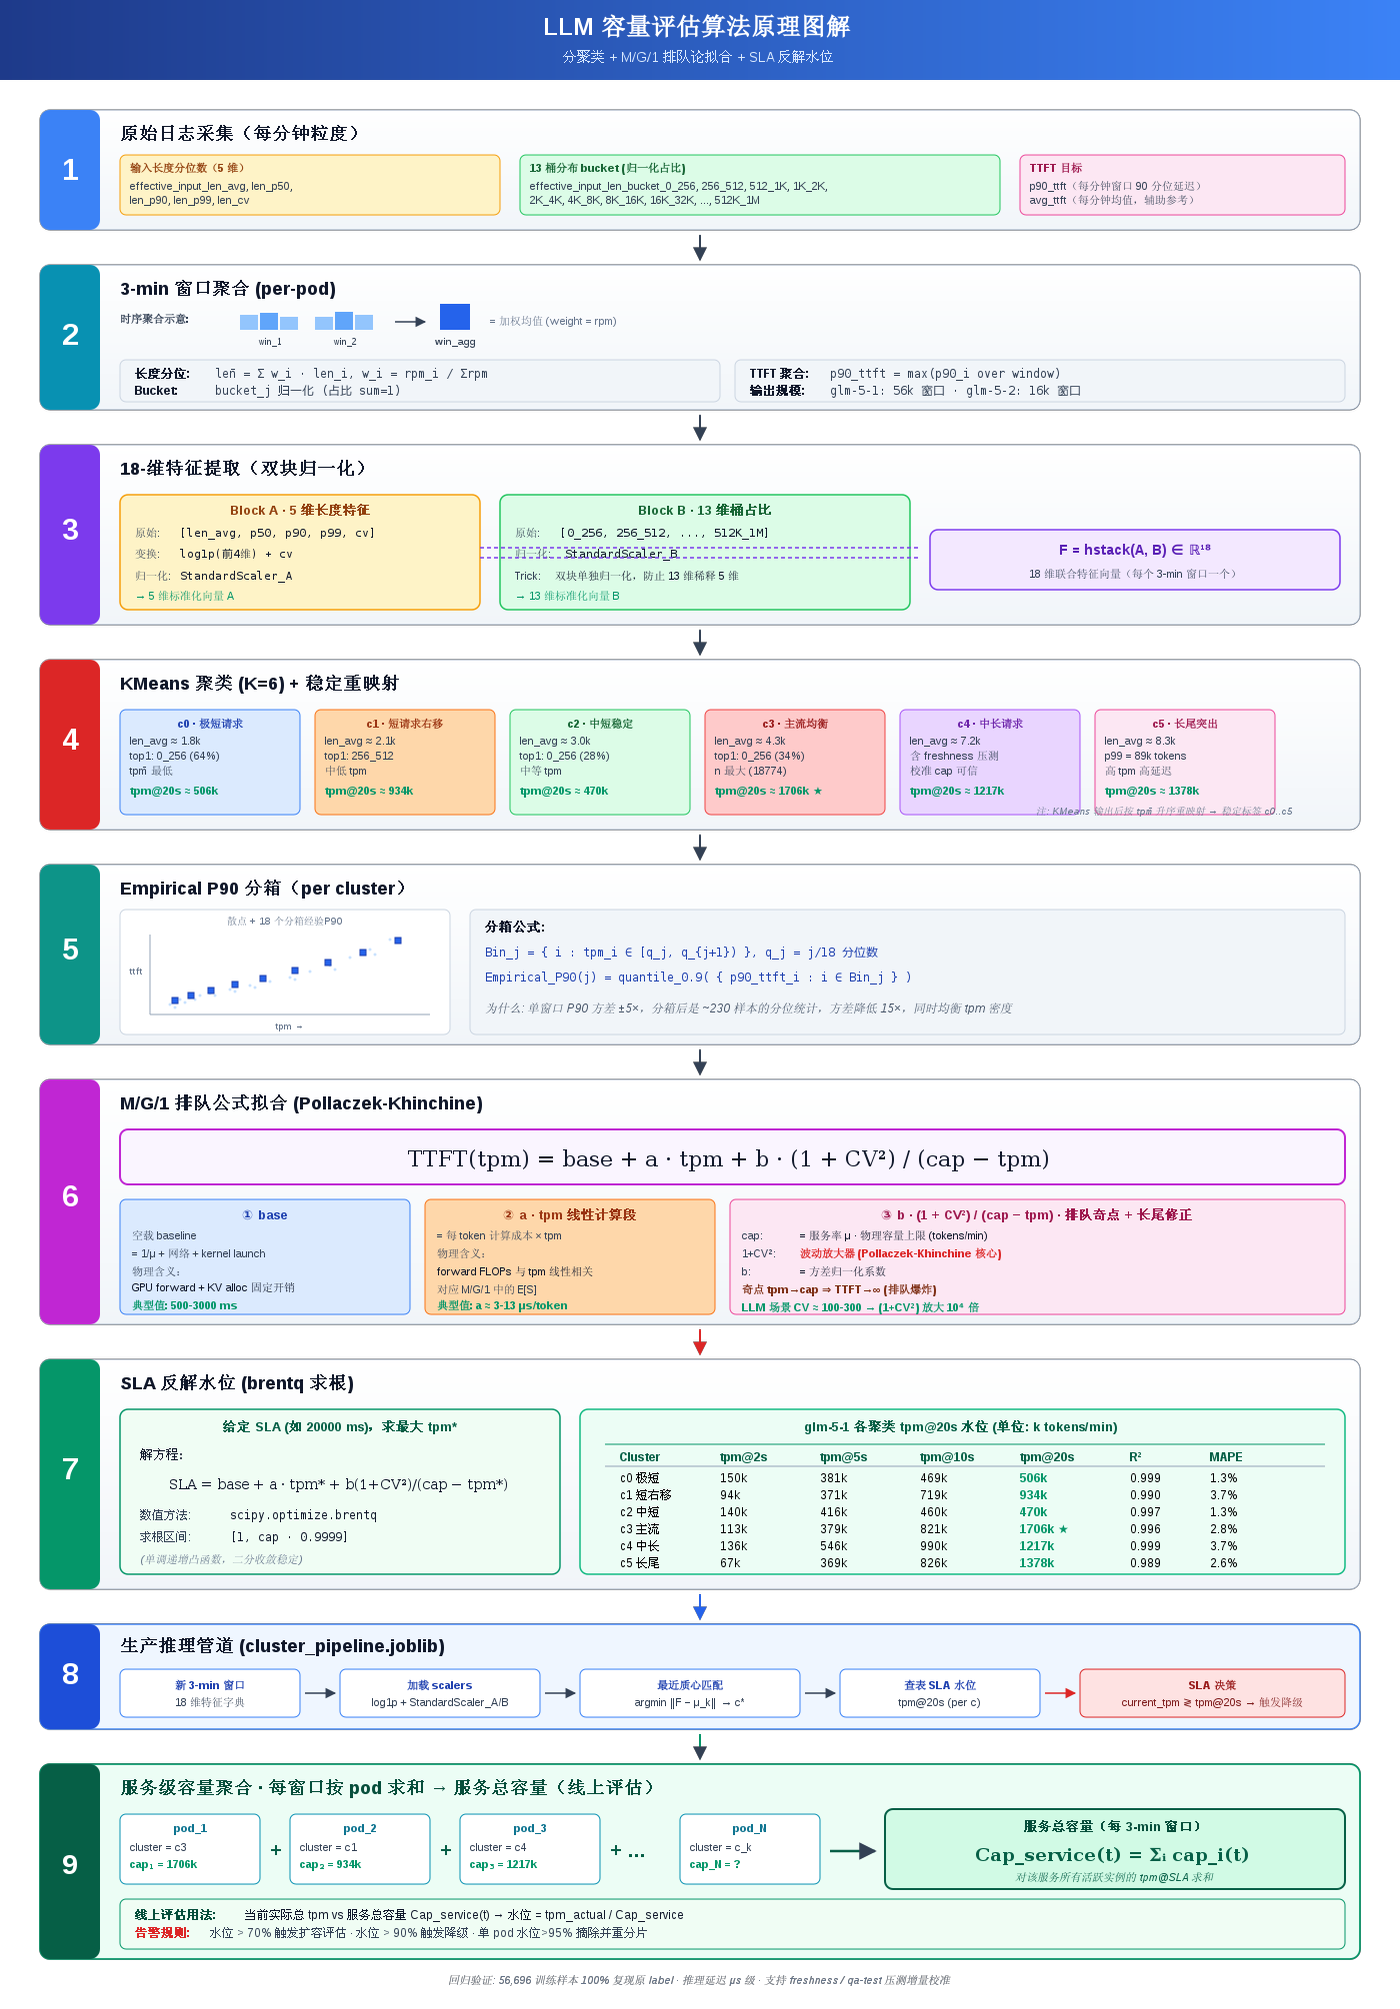 LLM 容量评估算法原理图解
分聚类 + M/G/1 排队论拟合 + SLA 反解水位
1
原始日志采集（每分钟粒度）
输入长度分位数（5 维）
effective_input_len_avg, len_p50,
len_p90, len_p99, len_cv
13 桶分布 bucket (归一化占比)
effective_input_len_bucket_0_256, 256_512, 512_1K, 1K_2K,
2K_4K, 4K_8K, 8K_16K, 16K_32K, ..., 512K_1M
TTFT 目标
p90_ttft（每分钟窗口 90 分位延迟）
avg_ttft（每分钟均值，辅助参考）
2
3-min 窗口聚合 (per-pod)
时序聚合示意:
win_1
win_2
win_agg
= 加权均值 (weight = rpm)
长度分位: len̄ = Σ w_i · len_i, w_i = rpm_i / Σrpm
Bucket: bucket_j 归一化 (占比 sum=1)
TTFT 聚合: p90_ttft = max(p90_i over window)
输出规模: glm-5-1: 56k 窗口 · glm-5-2: 16k 窗口
3
18-维特征提取（双块归一化）
Block A · 5 维长度特征
原始: [len_avg, p50, p90, p99, cv]
变换: log1p(前4维) + cv
归一化: StandardScaler_A
→ 5 维标准化向量 A
Block B · 13 维桶占比
原始: [0_256, 256_512, ..., 512K_1M]
归一化: StandardScaler_B
Trick: 双块单独归一化，防止 13 维稀释 5 维
→ 13 维标准化向量 B
F = hstack(A, B) ∈ ℝ¹⁸
18 维联合特征向量（每个 3-min 窗口一个）
4
KMeans 聚类 (K=6) + 稳定重映射
c0 · 极短请求
len_avg ≈ 1.8k
top1: 0_256 (64%)
tpm̄ 最低
tpm@20s ≈ 506k
c1 · 短请求右移
len_avg ≈ 2.1k
top1: 256_512
中低 tpm
tpm@20s ≈ 934k
c2 · 中短稳定
len_avg ≈ 3.0k
top1: 0_256 (28%)
中等 tpm
tpm@20s ≈ 470k
c3 · 主流均衡
len_avg ≈ 4.3k
top1: 0_256 (34%)
n 最大 (18774)
tpm@20s ≈ 1706k ★
c4 · 中长请求
len_avg ≈ 7.2k
含 freshness 压测
校准 cap 可信
tpm@20s ≈ 1217k
c5 · 长尾突出
len_avg ≈ 8.3k
p99 = 89k tokens
高 tpm 高延迟
tpm@20s ≈ 1378k
注: KMeans 输出后按 tpm̄ 升序重映射 → 稳定标签 c0..c5
5
Empirical P90 分箱（per cluster）
散点 + 18 个分箱经验P90
ttft
tpm →
分箱公式:
Bin_j = { i : tpm_i ∈ [q_j, q_{j+1}) }, q_j = j/18 分位数
Empirical_P90(j) = quantile_0.9( { p90_ttft_i : i ∈ Bin_j } )
为什么: 单窗口 P90 方差 ±5×，分箱后是 ~230 样本的分位统计，方差降低 15×，同时均衡 tpm 密度
6
M/G/1 排队公式拟合 (Pollaczek-Khinchine)
TTFT(tpm) = base + a · tpm + b · (1 + CV²) / (cap − tpm)
① base
空载 baseline
= 1/μ + 网络 + kernel launch
物理含义:
GPU forward + KV alloc 固定开销
典型值: 500-3000 ms
② a · tpm 线性计算段
= 每 token 计算成本 × tpm
物理含义:
forward FLOPs 与 tpm 线性相关
对应 M/G/1 中的 E[S]
典型值: a ≈ 3-13 μs/token
③ b · (1 + CV²) / (cap − tpm) · 排队奇点 + 长尾修正
cap: = 服务率 μ · 物理容量上限 (tokens/min)
1+CV²: 波动放大器 (Pollaczek-Khinchine 核心)
b: = 方差归一化系数
奇点 tpm→cap ⇒ TTFT→∞ (排队爆炸)
LLM 场景 CV ≈ 100-300 → (1+CV²) 放大 10⁴ 倍
7
SLA 反解水位 (brentq 求根)
给定 SLA (如 20000 ms)，求最大 tpm*
解方程:
SLA = base + a · tpm* + b(1+CV²)/(cap − tpm*)
数值方法: scipy.optimize.brentq
求根区间: [1, cap · 0.9999]
(单调递增凸函数，二分收敛稳定)
glm-5-1 各聚类 tpm@20s 水位 (单位: k tokens/min)
Cluster tpm@2s tpm@5s tpm@10s tpm@20s R² MAPE
c0 极短 150k 381k 469k 506k 0.999 1.3%
c1 短右移 94k 371k 719k 934k 0.990 3.7%
c2 中短 140k 416k 460k 470k 0.997 1.3%
c3 主流 113k 379k 821k 1706k ★ 0.996 2.8%
c4 中长 136k 546k 990k 1217k 0.999 3.7%
c5 长尾 67k 369k 826k 1378k 0.989 2.6%
8
生产推理管道 (cluster_pipeline.joblib)
新 3-min 窗口
18 维特征字典
加载 scalers
log1p + StandardScaler_A/B
最近质心匹配
argmin ‖F − μ_k‖ → c*
查表 SLA 水位
tpm@20s (per c)
SLA 决策
current_tpm ≷ tpm@20s → 触发降级
9
服务级容量聚合 · 每窗口按 pod 求和 → 服务总容量（线上评估）
pod_1
cluster = c3
cap₁ = 1706k
+
pod_2
cluster = c1
cap₂ = 934k
+
pod_3
cluster = c4
cap₃ = 1217k
+ ...
pod_N
cluster = c_k
cap_N = ?
服务总容量（每 3-min 窗口）
Cap_service(t) = Σᵢ cap_i(t)
对该服务所有活跃实例的 tpm@SLA 求和
线上评估用法: 当前实际总 tpm vs 服务总容量 Cap_service(t) → 水位 = tpm_actual / Cap_service
告警规则: 水位 > 70% 触发扩容评估 · 水位 > 90% 触发降级 · 单 pod 水位>95% 摘除并重分片
回归验证: 56,696 训练样本 100% 复现原 label · 推理延迟 μs 级 · 支持 freshness / qa-test 压测增量校准